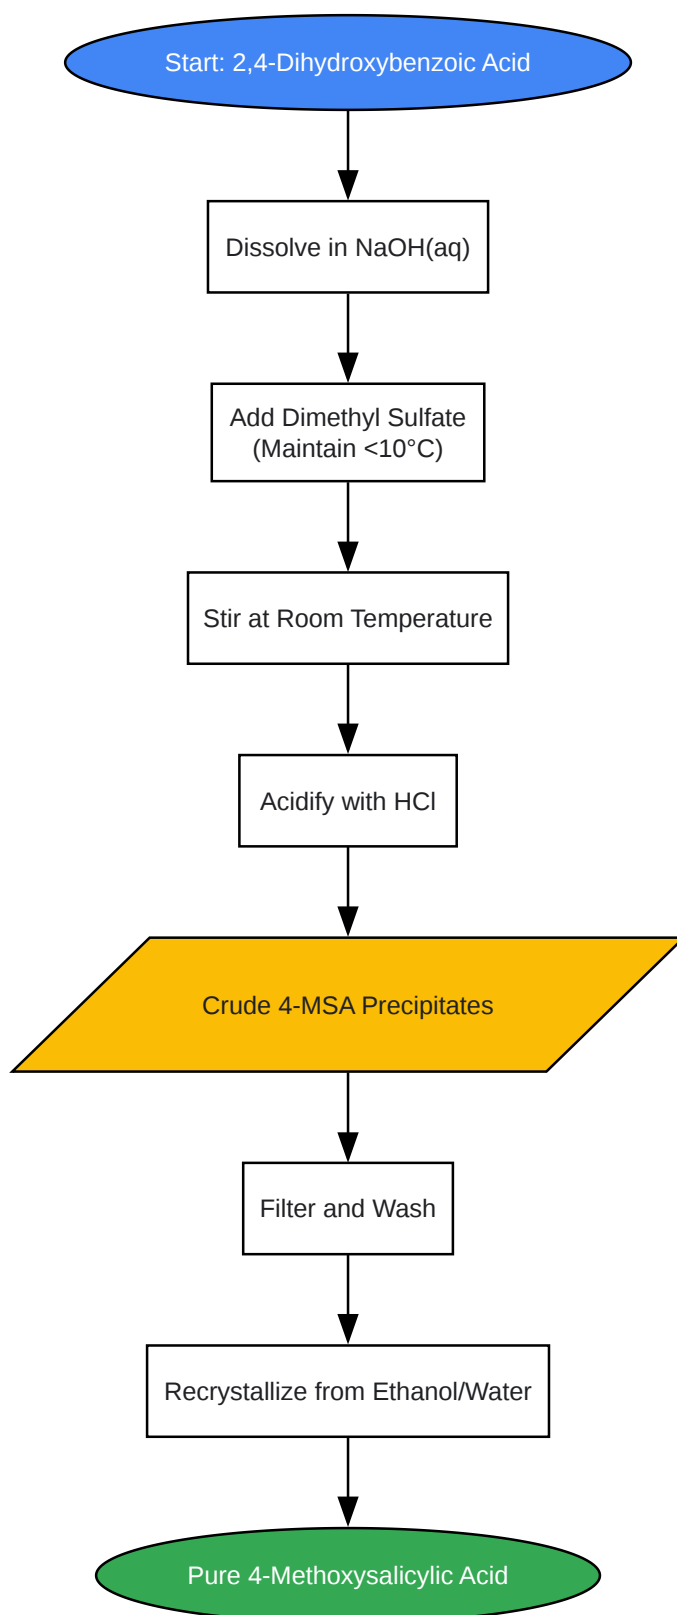 Start: 2,4-Dihydroxybenzoic Acid
Dissolve in NaOH(aq)
Add Dimethyl Sulfate
(Maintain <10°C)
Stir at Room Temperature
Acidify with HCl
Crude 4-MSA Precipitates
Filter and Wash
Recrystallize from Ethanol/Water
Pure 4-Methoxysalicylic Acid